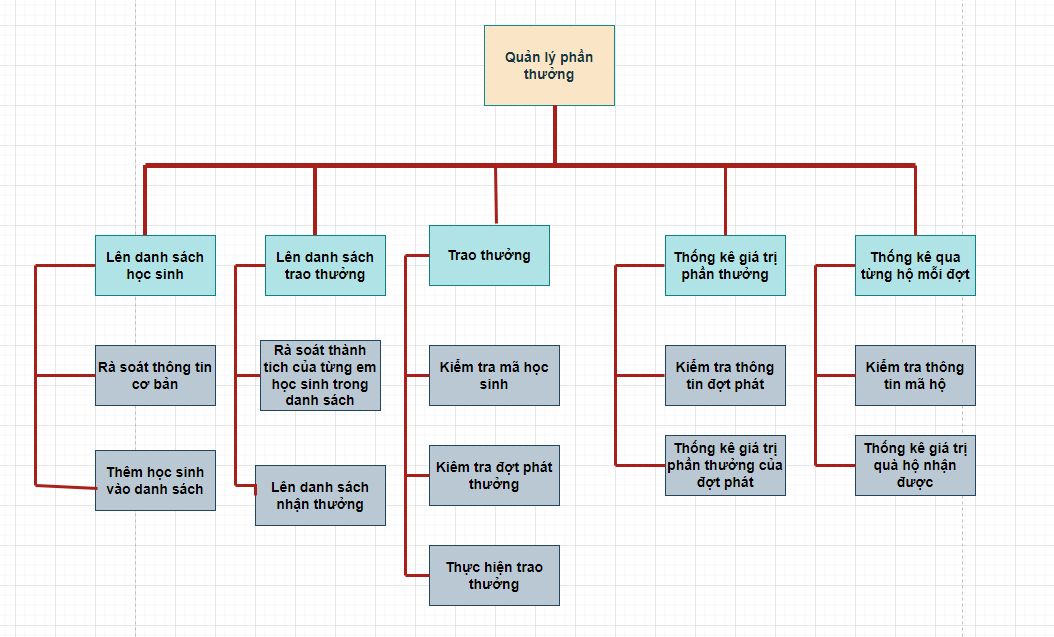 Quản lý phần
thưởng
Lên danh sách
học sinh
Lên danh sách
trao thưởng
Trao thưởng
Thống kê giá trị
phần thưởng
Thống kê qua
từng hộ mỗi đợt
Rà soát thông tin
cơ bản
Rà soát thành
tích của từng em
học sinh trong
danh sách
Kiểm tra mã học
sinh
Kiểm tra thông
tin đợt phát
Kiểm tra thông
tin mã hộ
Thêm học sinh
vào danh sách
Lên danh sách
nhận thưởng
Kiêm tra đợt phát
thưởng
Thống kê giá trị
phần thưởng của
đợt phát
Thống kê giá trị
quà hộ nhận
được
Thực hiện trao
thưởng